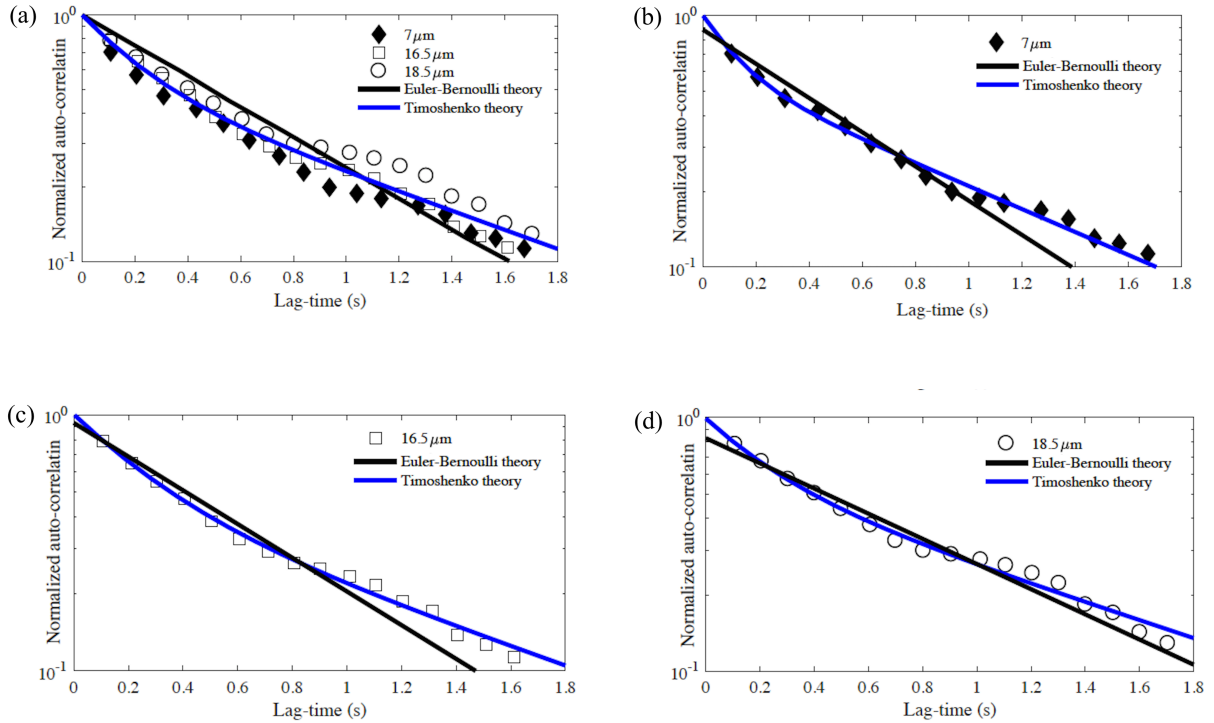 (a)
10^0
7μm
16.5μm
18.5μm
Euler-Bernoulli theory
Timoshenko theory
Normalized auto-correlatin
10^-1
0 0.2 0.4 0.6 0.8 1 1.2 1.4 1.6 1.8
Lag-time (s)
(b)
10^0
7μm
Euler-Bernoulli theory
Timoshenko theory
Normalized auto-correlatin
10^-1
0 0.2 0.4 0.6 0.8 1 1.2 1.4 1.6 1.8
Lag-time (s)
(c)
10^0
16.5μm
Euler-Bernoulli theory
Timoshenko theory
Normalized auto-correlatin
10^-1
0 0.2 0.4 0.6 0.8 1 1.2 1.4 1.6 1.8
Lag-time (s)
(d)
10^0
18.5μm
Euler-Bernoulli theory
Timoshenko theory
Normalized auto-correlatin
10^-1
0 0.2 0.4 0.6 0.8 1 1.2 1.4 1.6 1.8
Lag-time (s)